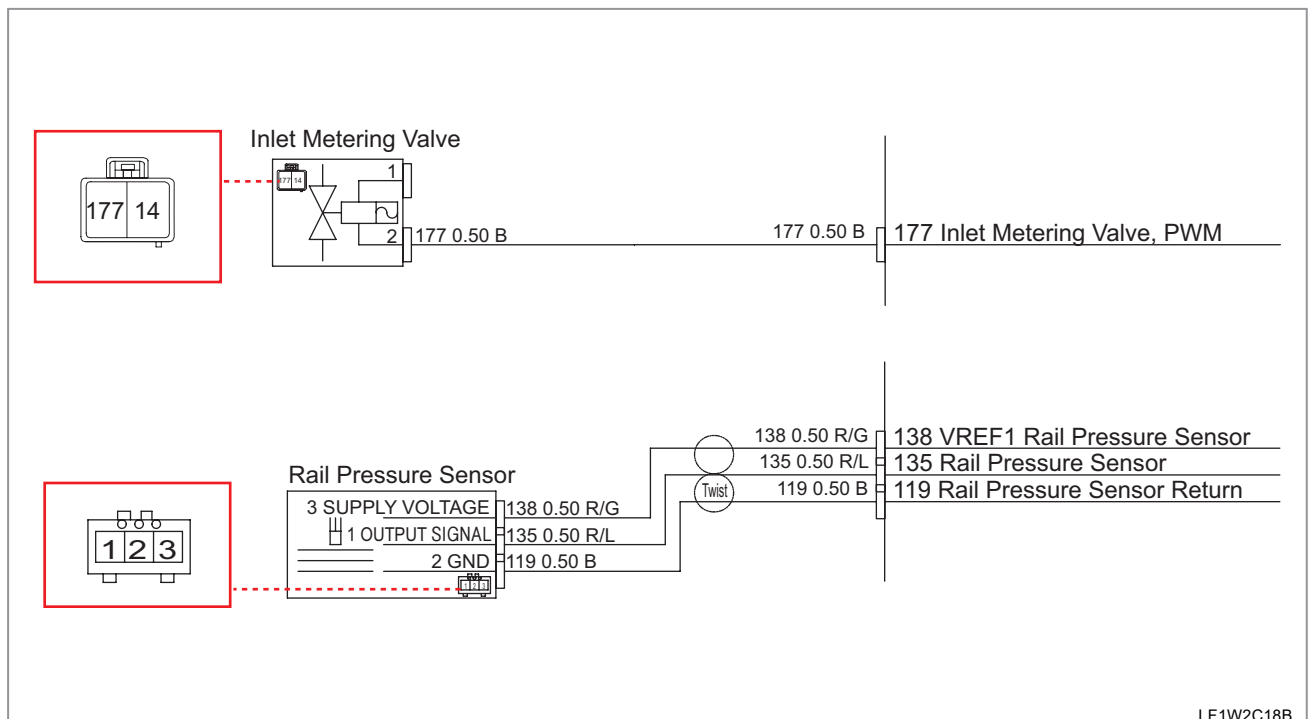 Inlet Metering Valve
177 14
177 14
1
2
177 0.50 B
177 0.50 B
177 Inlet Metering Valve, PWM
138 0.50 R/G
138 VREF1 Rail Pressure Sensor
135 0.50 R/L
135 Rail Pressure Sensor
Twist
119 0.50 B
119 Rail Pressure Sensor Return
Rail Pressure Sensor
3 SUPPLY VOLTAGE
138 0.50 R/G
1 OUTPUT SIGNAL
135 0.50 R/L
2 GND
119 0.50 B
1 2 3
1 2 3
LF1W2C18B